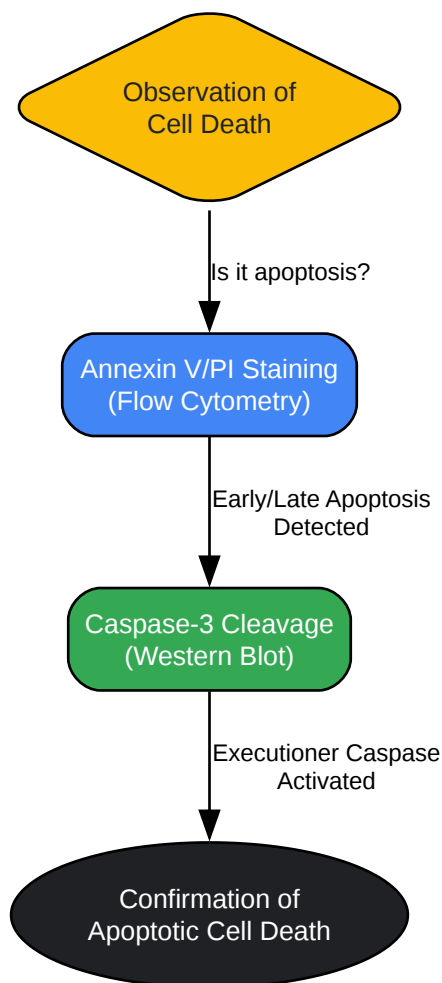 Observation of
Cell Death
Is it apoptosis?
Annexin V/PI Staining
(Flow Cytometry)
Early/Late Apoptosis
Detected
Caspase-3 Cleavage
(Western Blot)
Executioner Caspase
Activated
Confirmation of
Apoptotic Cell Death